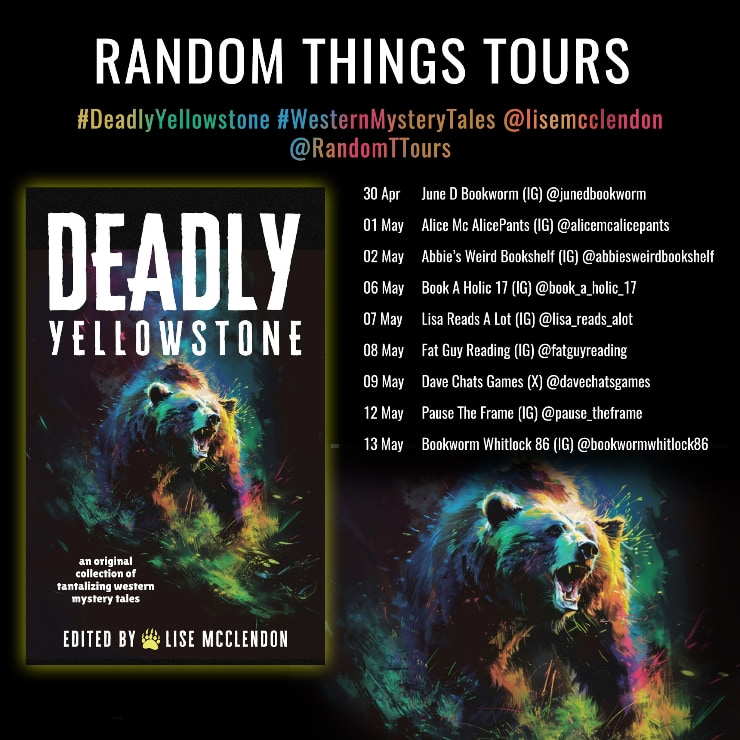 RANDOM THINGS TOURS
#DeadlyYellowstone #WesternMysteryTales @lisemcclendon
@RandomTTours
DEADLY
YELLOWSTONE
an original
collection of
tantalizing western
mystery tales
EDITED BY LISE MCCLENDON
30 Apr June D Bookworm (IG) @junedbookworm
01 May Alice Mc AlicePants (IG) @alicemcalicepants
02 May Abbie's Weird Bookshelf (IG) @abbiesweirdbookshelf
06 May Book A Holic 17 (IG) @book_a_holic_17
07 May Lisa Reads A Lot (IG) @lisa_reads_alot
08 May Fat Guy Reading (IG) @fatguyreading
09 May Dave Chats Games (X) @davechatsgames
12 May Pause The Frame (IG) @pause_theframe
13 May Bookworm Whitlock 86 (IG) @bookwormwhitlock86